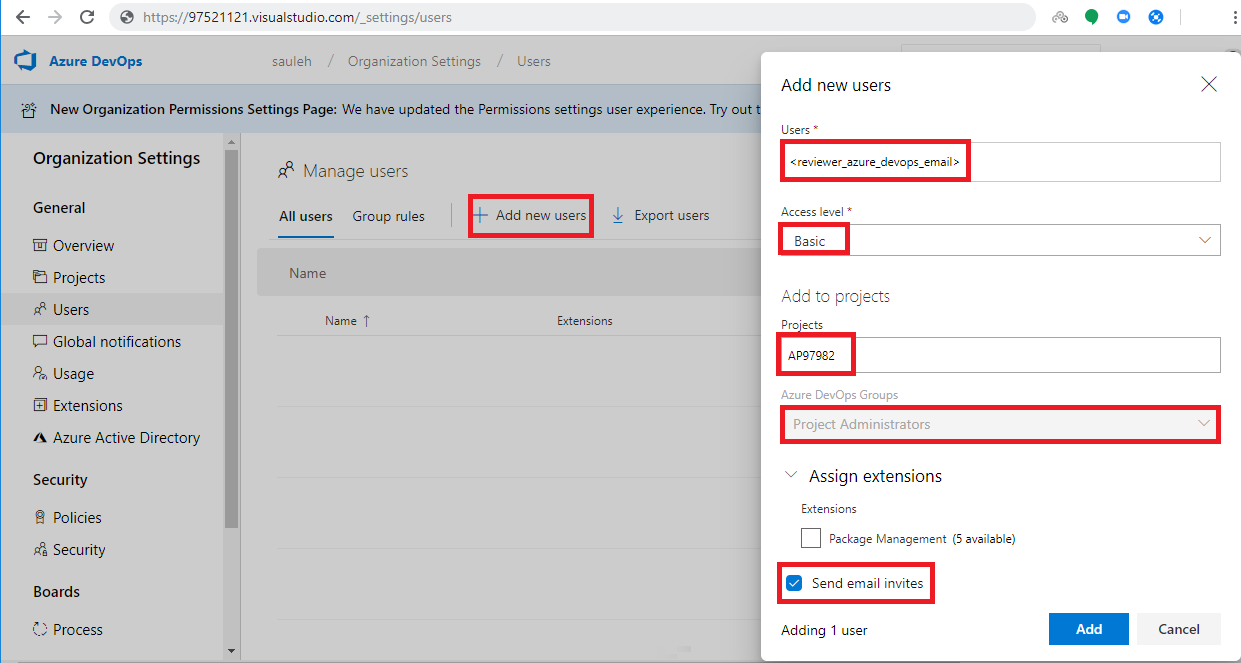 https://97521121.visualstudio.com/_settings/users
Azure DevOps
sauleh / Organization Settings / Users
New Organization Permissions Settings Page: We have updated the Permissions settings user experience. Try out t
Organization Settings
General
Overview
Projects
Users
Global notifications
Usage
Extensions
Azure Active Directory
Security
Policies
Security
Boards
Process
Manage users
All users
Group rules
Add new users
Export users
Name
Name ↑
Extensions
Add new users
Users *
<reviewer_azure_devops_email>
Access level *
Basic
Add to projects
Projects
AP97982
Azure DevOps Groups
Project Administrators
Assign extensions
Extensions
Package Management (5 available)
Send email invites
Adding 1 user
Add
Cancel